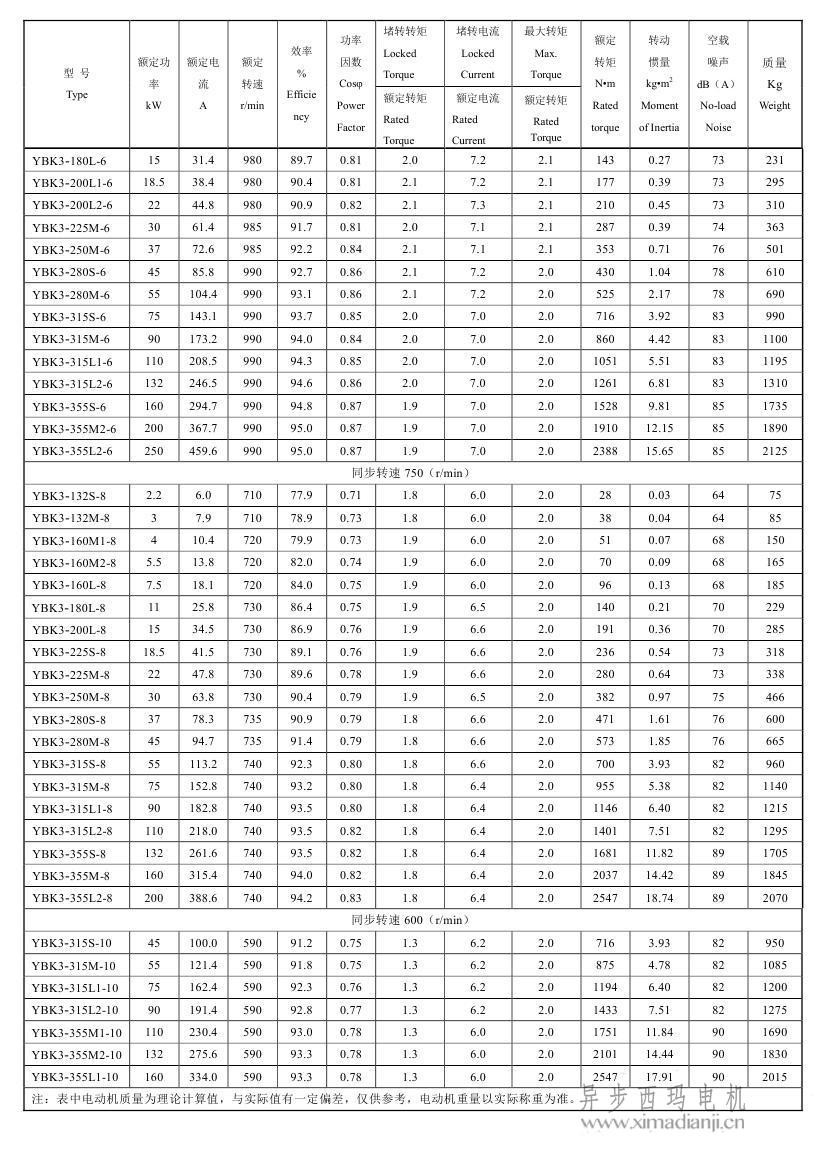 型 号
Type
额定功
率
kW
额定电
流
A
额定
转速
r/min
效率
%
Efficie
ncy
功率
因数
Cosφ
Power
Factor
堵转转矩
Locked
Torque
额定转矩
Rated
Torque
堵转电流
Locked
Current
额定电流
Rated
Current
最大转矩
Max.
Torque
额定转矩
Rated
Torque
额定
转矩
N•m
Rated
torque
转动
惯量
kg•m²
Moment
of Inertia
空载
噪声
dB（A）
No-load
Noise
质量
Kg
Weight
YBK3-180L-6 15 31.4 980 89.7 0.81 2.0 7.2 2.1 143 0.27 73 231
YBK3-200L1-6 18.5 38.4 980 90.4 0.81 2.1 7.2 2.1 177 0.39 73 295
YBK3-200L2-6 22 44.8 980 90.9 0.82 2.1 7.3 2.1 210 0.45 73 310
YBK3-225M-6 30 61.4 985 91.7 0.81 2.0 7.1 2.1 287 0.39 74 363
YBK3-250M-6 37 72.6 985 92.2 0.84 2.1 7.1 2.1 353 0.71 76 501
YBK3-280S-6 45 85.8 990 92.7 0.86 2.1 7.2 2.0 430 1.04 78 610
YBK3-280M-6 55 104.4 990 93.1 0.86 2.1 7.2 2.0 525 2.17 78 690
YBK3-315S-6 75 143.1 990 93.7 0.85 2.0 7.0 2.0 716 3.92 83 990
YBK3-315M-6 90 173.2 990 94.0 0.84 2.0 7.0 2.0 860 4.42 83 1100
YBK3-315L1-6 110 208.5 990 94.3 0.85 2.0 7.0 2.0 1051 5.51 83 1195
YBK3-315L2-6 132 246.5 990 94.6 0.86 2.0 7.0 2.0 1261 6.81 83 1310
YBK3-355S-6 160 294.7 990 94.8 0.87 1.9 7.0 2.0 1528 9.81 85 1735
YBK3-355M2-6 200 367.7 990 95.0 0.87 1.9 7.0 2.0 1910 12.15 85 1890
YBK3-355L2-6 250 459.6 990 95.0 0.87 1.9 7.0 2.0 2388 15.65 85 2125
同步转速 750（r/min）
YBK3-132S-8 2.2 6.0 710 77.9 0.71 1.8 6.0 2.0 28 0.03 64 75
YBK3-132M-8 3 7.9 710 78.9 0.73 1.8 6.0 2.0 38 0.04 64 85
YBK3-160M1-8 4 10.4 720 79.9 0.73 1.9 6.0 2.0 51 0.07 68 150
YBK3-160M2-8 5.5 13.8 720 82.0 0.74 1.9 6.0 2.0 70 0.09 68 165
YBK3-160L-8 7.5 18.1 720 84.0 0.75 1.9 6.0 2.0 96 0.13 68 185
YBK3-180L-8 11 25.8 730 86.4 0.75 1.9 6.5 2.0 140 0.21 70 229
YBK3-200L-8 15 34.5 730 86.9 0.76 1.9 6.6 2.0 191 0.36 70 285
YBK3-225S-8 18.5 41.5 730 89.1 0.76 1.9 6.6 2.0 236 0.54 73 318
YBK3-225M-8 22 47.8 730 89.6 0.78 1.9 6.6 2.0 280 0.64 73 338
YBK3-250M-8 30 63.8 730 90.4 0.79 1.9 6.5 2.0 382 0.97 75 466
YBK3-280S-8 37 78.3 735 90.9 0.79 1.8 6.6 2.0 471 1.61 76 600
YBK3-280M-8 45 94.7 735 91.4 0.79 1.8 6.6 2.0 573 1.85 76 665
YBK3-315S-8 55 113.2 740 92.3 0.80 1.8 6.6 2.0 700 3.93 82 960
YBK3-315M-8 75 152.8 740 93.2 0.80 1.8 6.4 2.0 955 5.38 82 1140
YBK3-315L1-8 90 182.8 740 93.5 0.80 1.8 6.4 2.0 1146 6.40 82 1215
YBK3-315L2-8 110 218.0 740 93.5 0.82 1.8 6.4 2.0 1401 7.51 82 1295
YBK3-355S-8 132 261.6 740 93.5 0.82 1.8 6.4 2.0 1681 11.82 89 1705
YBK3-355M-8 160 315.4 740 94.0 0.82 1.8 6.4 2.0 2037 14.42 89 1845
YBK3-355L2-8 200 388.6 740 94.2 0.83 1.8 6.4 2.0 2547 18.74 89 2070
同步转速 600（r/min）
YBK3-315S-10 45 100.0 590 91.2 0.75 1.3 6.2 2.0 716 3.93 82 950
YBK3-315M-10 55 121.4 590 91.8 0.75 1.3 6.2 2.0 875 4.78 82 1085
YBK3-315L1-10 75 162.4 590 92.3 0.76 1.3 6.2 2.0 1194 6.40 82 1200
YBK3-315L2-10 90 191.4 590 92.8 0.77 1.3 6.2 2.0 1433 7.51 82 1275
YBK3-355M1-10 110 230.4 590 93.0 0.78 1.3 6.0 2.0 1751 11.84 90 1690
YBK3-355M2-10 132 275.6 590 93.3 0.78 1.3 6.0 2.0 2101 14.44 90 1830
YBK3-355L1-10 160 334.0 590 93.3 0.78 1.3 6.0 2.0 2547 17.91 90 2015
注：表中电动机质量为理论计算值，与实际值有一定偏差，仅供参考，电动机重量以实际称重为准。
异步西玛电机
www.ximadianji.cn